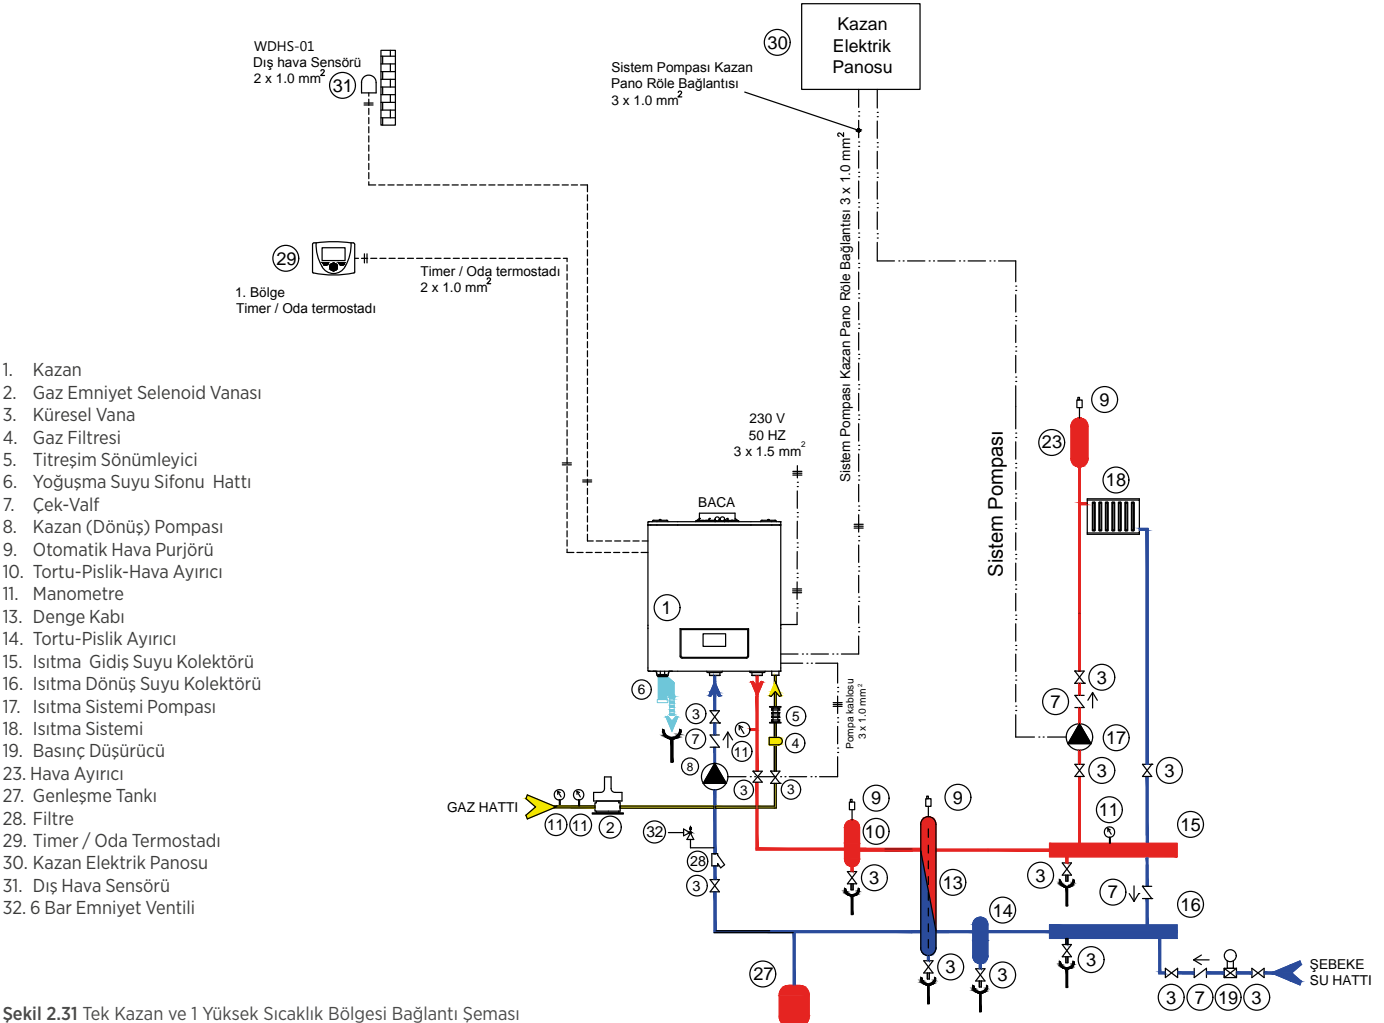 WDHS-01
Dış hava Sensörü
2 x 1.0 mm²
31
30
Kazan
Elektrik
Panosu
Sistem Pompası Kazan
Pano Röle Bağlantısı
3 x 1.0 mm²
Sistem Pompası Kazan Pano Röle Bağlantısı 3 x 1.0 mm²
29
1. Bölge
Timer / Oda termostadı
Timer / Oda termostadı
2 x 1.0 mm²
1. Kazan
2. Gaz Emniyet Selenoid Vanası
3. Küresel Vana
4. Gaz Filtresi
5. Titreşim Sönümleyici
6. Yoğuşma Suyu Sifonu Hattı
7. Çek-Valf
8. Kazan (Dönüş) Pompası
9. Otomatik Hava Purjörü
10. Tortu-Pislik-Hava Ayırıcı
11. Manometre
13. Denge Kabı
14. Tortu-Pislik Ayırıcı
15. Isıtma Gidiş Suyu Kolektörü
16. Isıtma Dönüş Suyu Kolektörü
17. Isıtma Sistemi Pompası
18. Isıtma Sistemi
19. Basınç Düşürücü
23. Hava Ayırıcı
27. Genleşme Tankı
28. Filtre
29. Timer / Oda Termostadı
30. Kazan Elektrik Panosu
31. Dış Hava Sensörü
32. 6 Bar Emniyet Ventili
230 V
50 HZ
3 x 1.5 mm²
BACA
1
Sistem Pompası
9
23
18
6
3
7
11
5
4
8
Pompa kablosu
3 x 1.0 mm²
3
3
3
7
17
3
3
GAZ HATTI
11
11
2
32
28
3
9
10
3
9
13
3
11
15
3
7
16
14
3
3
27
3
7
19
3
ŞEBEKE
SU HATTI
Şekil 2.31 Tek Kazan ve 1 Yüksek Sıcaklık Bölgesi Bağlantı Şeması